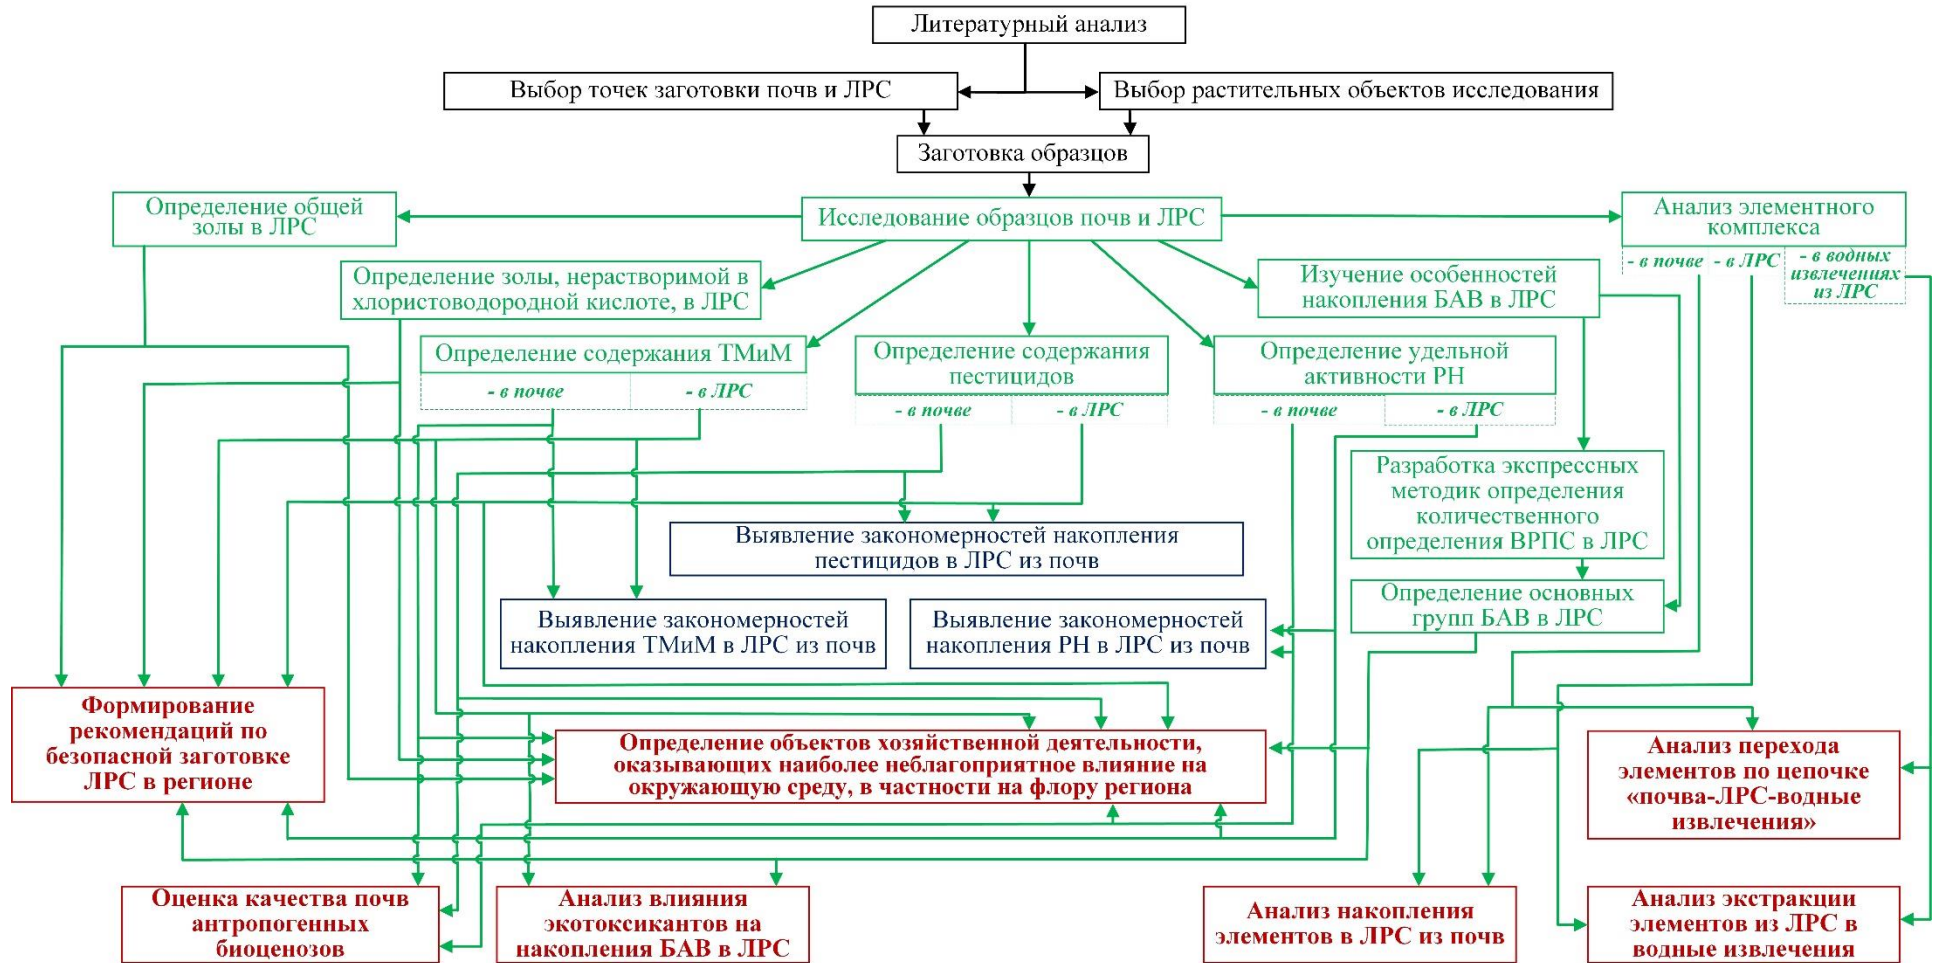 Литературный анализ
Выбор точек заготовки почв и ЛРС
Выбор растительных объектов исследования
Заготовка образцов
Определение общей
золы в ЛРС
Исследование образцов почв и ЛРС
Анализ элементного
комплекса
- в почве
- в ЛРС
- в водных
извлечениях
из ЛРС
Определение золы, нерастворимой в
хлористоводородной кислоте, в ЛРС
Изучение особенностей
накопления БАВ в ЛРС
Определение содержания ТМиМ
- в почве
- в ЛРС
Определение содержания
пестицидов
- в почве
- в ЛРС
Определение удельной
активности РН
- в почве
- в ЛРС
Разработка экспрессных
методик определения
количественного
определения ВРПС в ЛРС
Выявление закономерностей накопления
пестицидов в ЛРС из почв
Определение основных
групп БАВ в ЛРС
Выявление закономерностей
накопления ТМиМ в ЛРС из почв
Выявление закономерностей
накопления РН в ЛРС из почв
Формирование
рекомендаций по
безопасной заготовке
ЛРС в регионе
Определение объектов хозяйственной деятельности,
оказывающих наиболее неблагоприятное влияние на
окружающую среду, в частности на флору региона
Анализ перехода
элементов по цепочке
«почва-ЛРС-водные
извлечения»
Оценка качества почв
антропогенных
биоценозов
Анализ влияния
экотоксикантов на
накопления БАВ в ЛРС
Анализ накопления
элементов в ЛРС из почв
Анализ экстракции
элементов из ЛРС в
водные извлечения